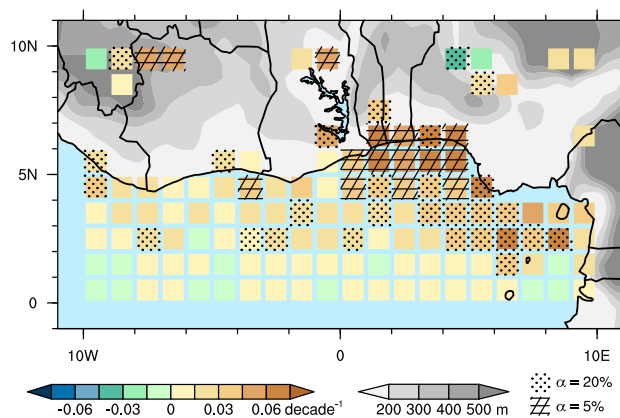 10N
5N
0
10W 0 10E
-0.06 -0.03 0 0.03 0.06 decade⁻¹
200 300 400 500 m
α = 20%
α = 5%